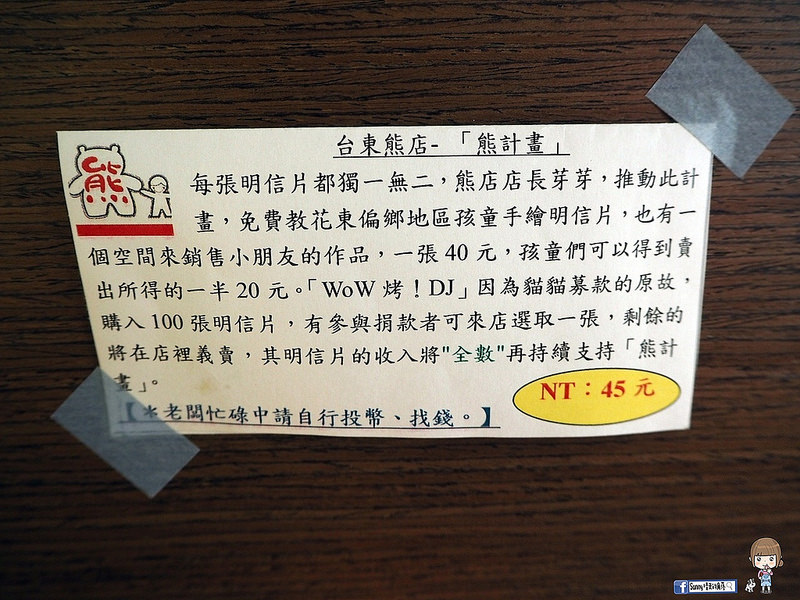 台東熊店-「熊計畫」
熊
每張明信片都獨一無二，熊店店長芽芽，推動此計
畫，免費教花東偏鄉地區孩童手繪明信片，也有一
個空間來銷售小朋友的作品，一張40元，孩童們可以得到賣
出所得的一半20元。「WoW烤！DJ」因為貓貓募款的原故，
購入100張明信片，有參與捐款者可來店選取一張，剩餘的
將在店裡義賣，其明信片的收入將"全數"再持續支持「熊計
畫」。
NT：45元
【＊老闆忙碌中請自行投幣、找錢。】